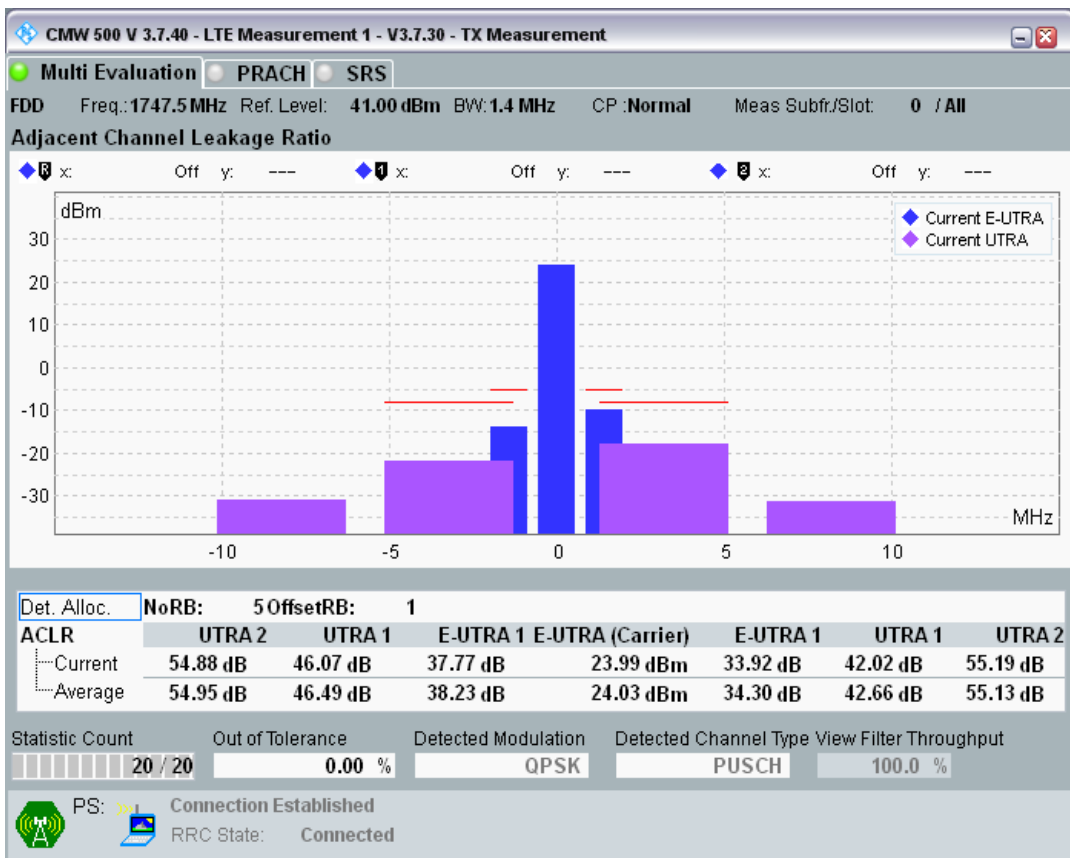 CMW 500 V 3.7.40 - LTE Measurement 1 - V3.7.30 - TX Measurement
Multi Evaluation PRACH SRS
FDD Freq.: 1747.5 MHz Ref. Level: 41.00 dBm BW: 1.4 MHz CP : Normal Meas Subfr./Slot: 0 / All
Adjacent Channel Leakage Ratio
R x: Off y: --- 1 x: Off y: --- 2 x: Off y: ---
dBm
Current E-UTRA
Current UTRA
30
20
10
0
-10
-20
-30
MHz
-10 -5 0 5 10
Det. Alloc. NoRB: 5 OffsetRB: 1
ACLR UTRA 2 UTRA 1 E-UTRA 1 E-UTRA (Carrier) E-UTRA 1 UTRA 1 UTRA 2
Current 54.88 dB 46.07 dB 37.77 dB 23.99 dBm 33.92 dB 42.02 dB 55.19 dB
Average 54.95 dB 46.49 dB 38.23 dB 24.03 dBm 34.30 dB 42.66 dB 55.13 dB
Statistic Count Out of Tolerance Detected Modulation Detected Channel Type View Filter Throughput
20 / 20 0.00 % QPSK PUSCH 100.0 %
PS: Connection Established
RRC State: Connected